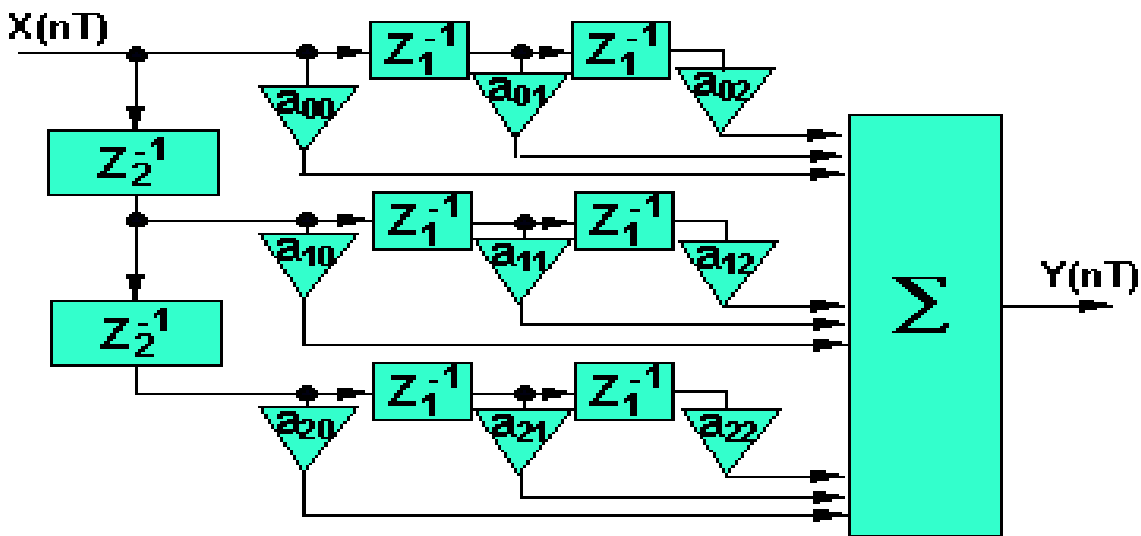 X(nT)
Z₁⁻¹ Z₁⁻¹
a₀₀ a₀₁ a₀₂
Z₂⁻¹
Z₁⁻¹ Z₁⁻¹
a₁₀ a₁₁ a₁₂
Σ Y(nT)
Z₂⁻¹
Z₁⁻¹ Z₁⁻¹
a₂₀ a₂₁ a₂₂